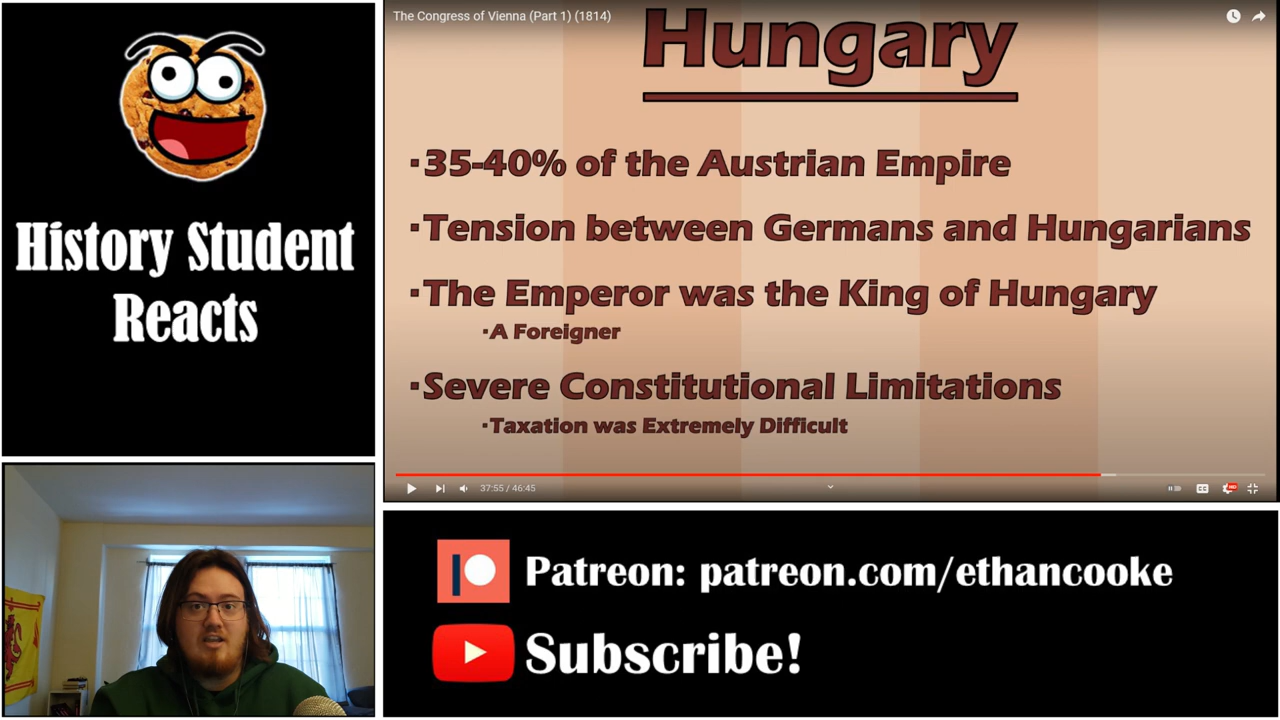 History Student
Reacts
The Congress of Vienna (Part 1) (1814)
Hungary
·35-40% of the Austrian Empire
·Tension between Germans and Hungarians
·The Emperor was the King of Hungary
·A Foreigner
·Severe Constitutional Limitations
·Taxation was Extremely Difficult
37:55 / 46:45
CC
HD
Patreon: patreon.com/ethancooke
Subscribe!